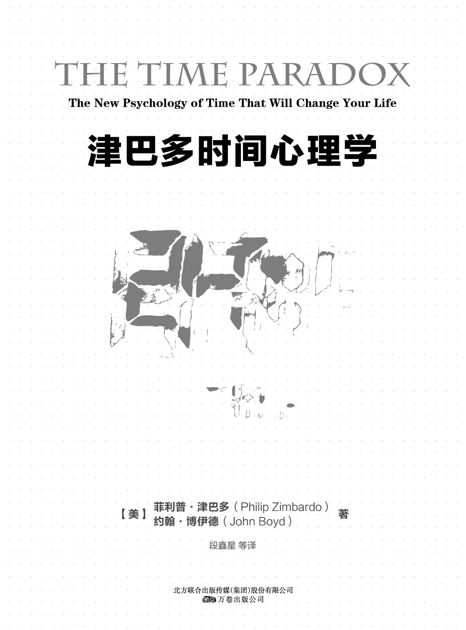 THE TIME PARADOX
The New Psychology of Time That Will Change Your Life
津巴多时间心理学
【美】 菲利普·津巴多（Philip Zimbardo） 著
约翰·博伊德（John Boyd）
段鑫星 等译
北方联合出版传媒(集团)股份有限公司
万卷出版公司